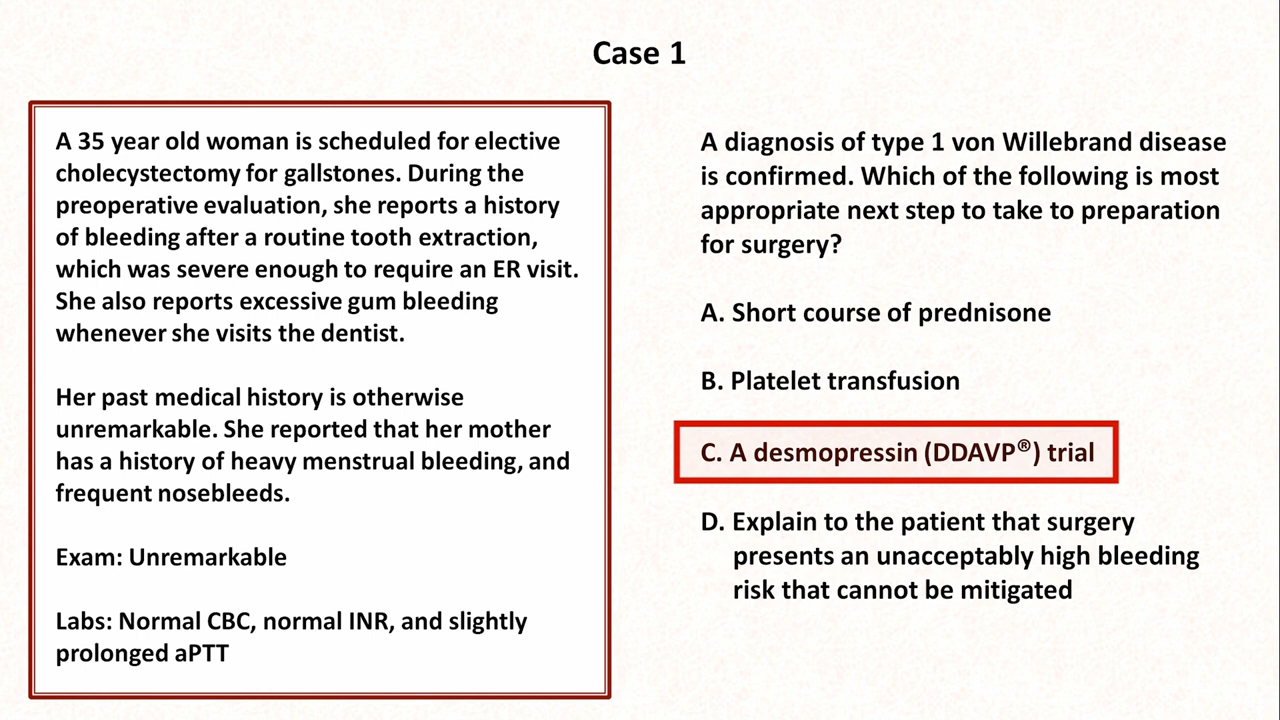 Case 1
A 35 year old woman is scheduled for elective
cholecystectomy for gallstones. During the
preoperative evaluation, she reports a history
of bleeding after a routine tooth extraction,
which was severe enough to require an ER visit.
She also reports excessive gum bleeding
whenever she visits the dentist.
Her past medical history is otherwise
unremarkable. She reported that her mother
has a history of heavy menstrual bleeding, and
frequent nosebleeds.
Exam: Unremarkable
Labs: Normal CBC, normal INR, and slightly
prolonged aPTT
A diagnosis of type 1 von Willebrand disease
is confirmed. Which of the following is most
appropriate next step to take to preparation
for surgery?
A. Short course of prednisone
B. Platelet transfusion
C. A desmopressin (DDAVP®) trial
D. Explain to the patient that surgery
presents an unacceptably high bleeding
risk that cannot be mitigated